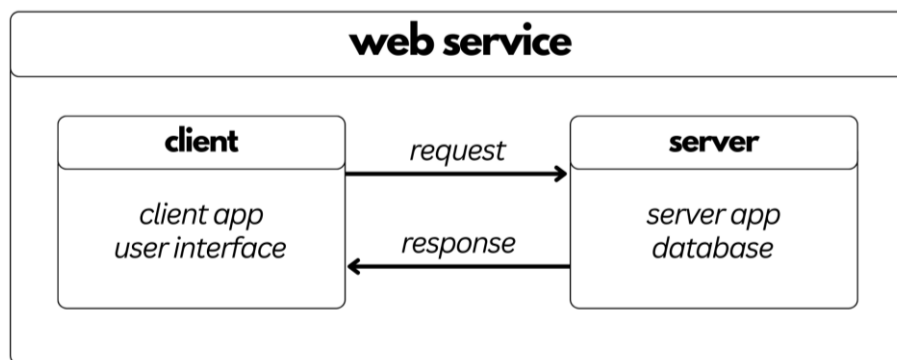 web service
client
request
server
client app
user interface
response
server app
database